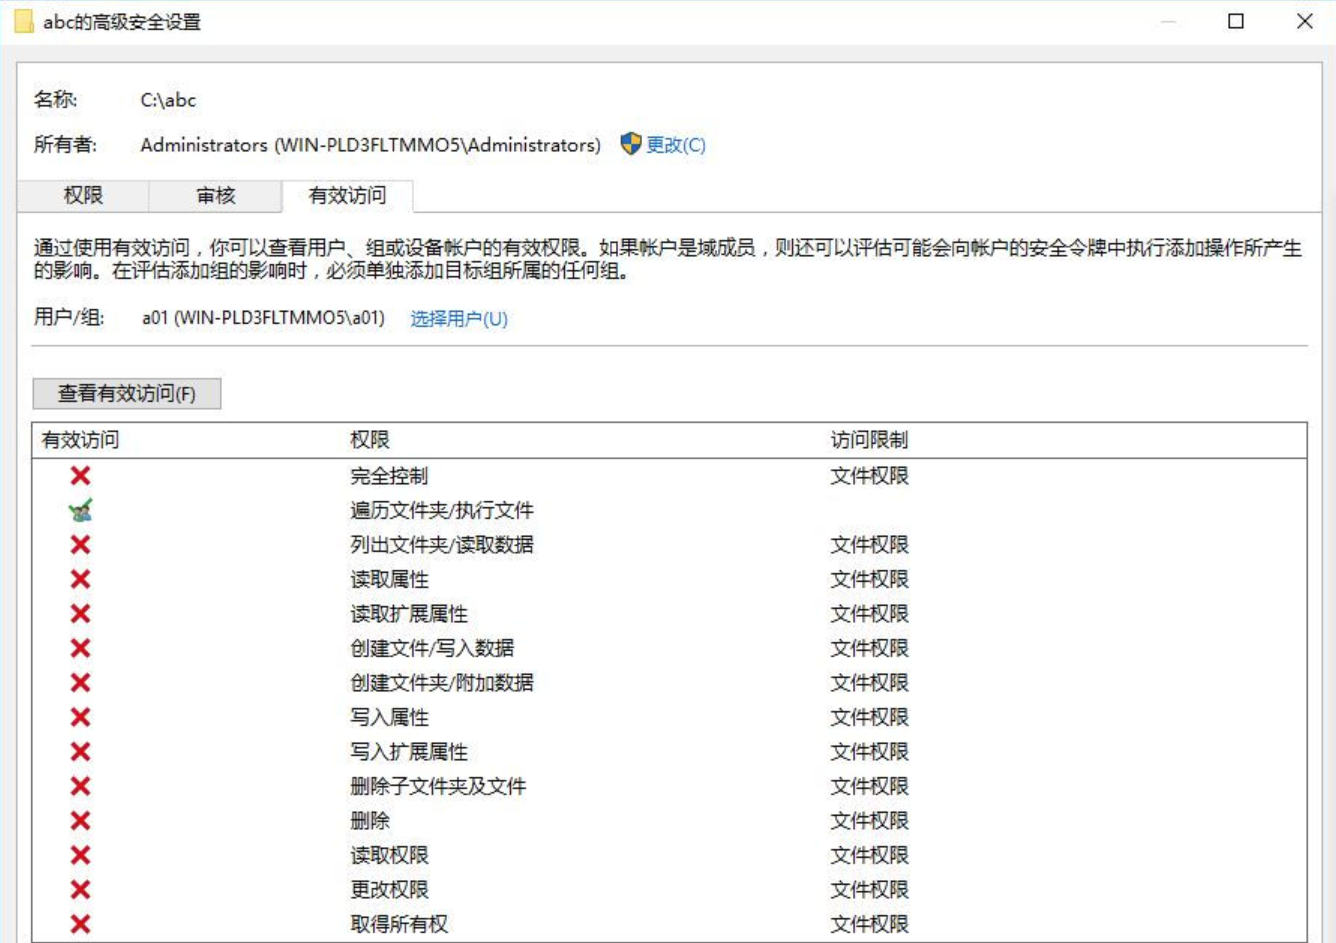 abc的高级安全设置
名称: C:\abc
所有者: Administrators (WIN-PLD3FLTMMO5\Administrators) 更改(C)
权限 审核 有效访问
通过使用有效访问，你可以查看用户、组或设备帐户的有效权限。如果帐户是域成员，则还可以评估可能会向帐户的安全令牌中执行添加操作所产生
的影响。在评估添加组的影响时，必须单独添加目标组所属的任何组。
用户/组: a01 (WIN-PLD3FLTMMO5\a01) 选择用户(U)
查看有效访问(F)
有效访问 权限 访问限制
完全控制 文件权限
遍历文件夹/执行文件
列出文件夹/读取数据 文件权限
读取属性 文件权限
读取扩展属性 文件权限
创建文件/写入数据 文件权限
创建文件夹/附加数据 文件权限
写入属性 文件权限
写入扩展属性 文件权限
删除子文件夹及文件 文件权限
删除 文件权限
读取权限 文件权限
更改权限 文件权限
取得所有权 文件权限